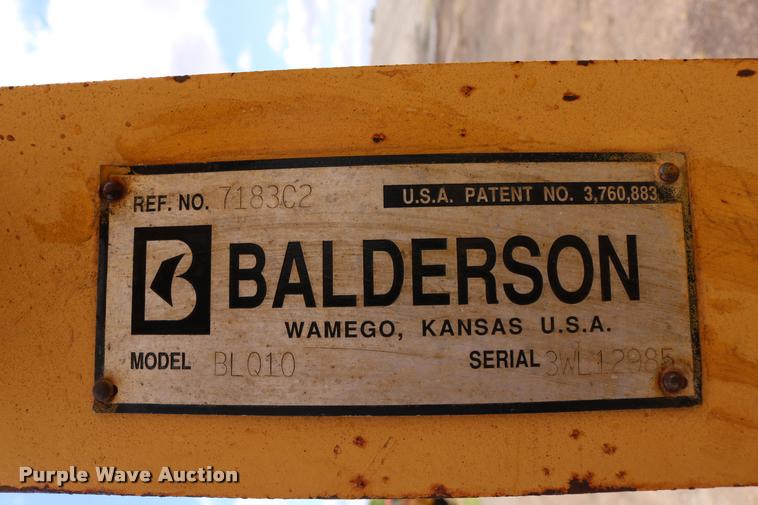 REF. NO. 7183C2 U.S.A. PATENT NO. 3,760,883
B BALDERSON
WAMEGO, KANSAS U.S.A.
MODEL BLQ10 SERIAL 3WL12985
Purple Wave Auction